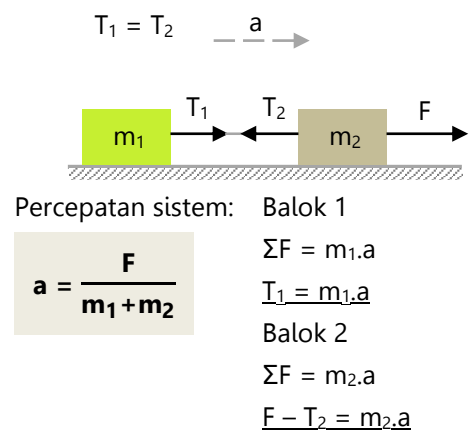 T₁ = T₂
a
T₁
T₂
F
m₁
m₂
Percepatan sistem:
a = F / m₁+m₂
Balok 1
ΣF = m₁.a
T₁ = m₁.a
Balok 2
ΣF = m₂.a
F – T₂ = m₂.a